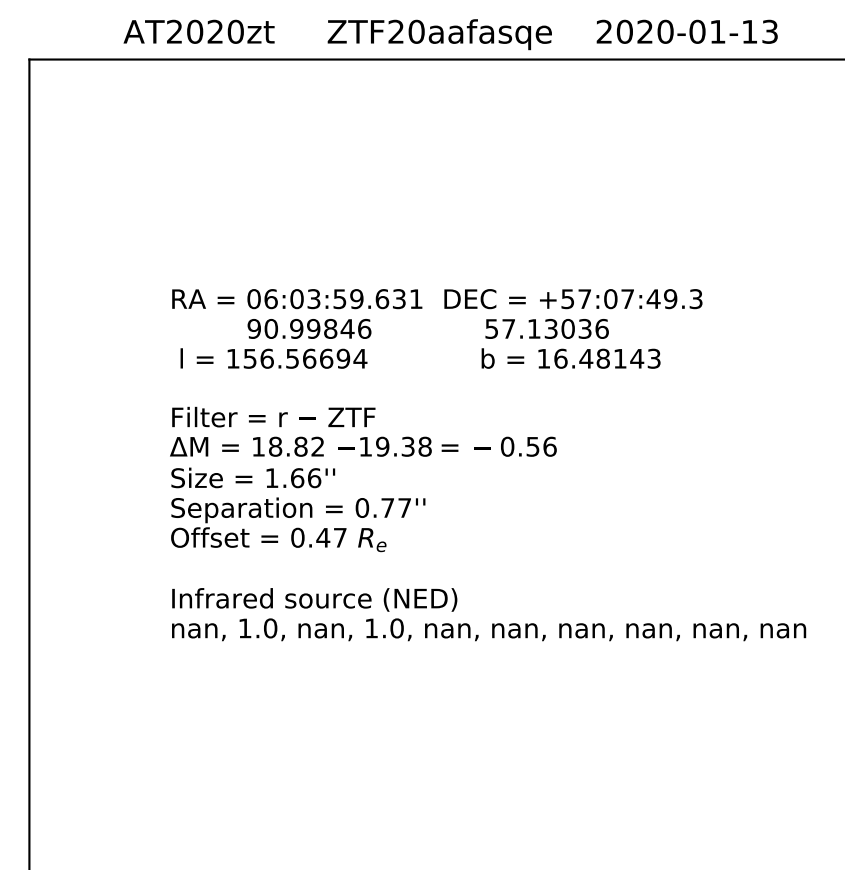 AT2020zt ZTF20aafasqe 2020-01-13
RA = 06:03:59.631 DEC = +57:07:49.3
90.99846 57.13036
l = 156.56694 b = 16.48143
Filter = r − ZTF
ΔM = 18.82 −19.38 = − 0.56
Size = 1.66''
Separation = 0.77''
Offset = 0.47 Re
Infrared source (NED)
nan, 1.0, nan, 1.0, nan, nan, nan, nan, nan, nan